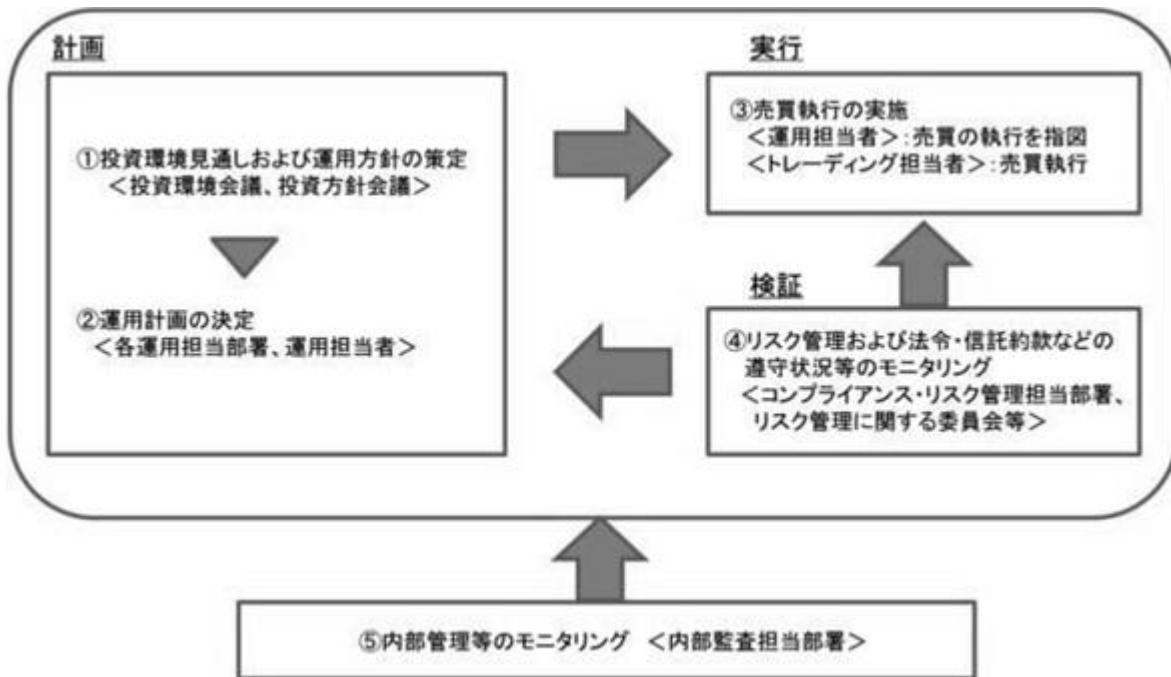 計画
①投資環境見通しおよび運用方針の策定
＜投資環境会議、投資方針会議＞
②運用計画の決定
＜各運用担当部署、運用担当者＞
実行
③売買執行の実施
＜運用担当者＞：売買の執行を指図
＜トレーディング担当者＞：売買執行
検証
④リスク管理および法令・信託約款などの
遵守状況等のモニタリング
＜コンプライアンス・リスク管理担当部署、
リスク管理に関する委員会等＞
⑤内部管理等のモニタリング　＜内部監査担当部署＞